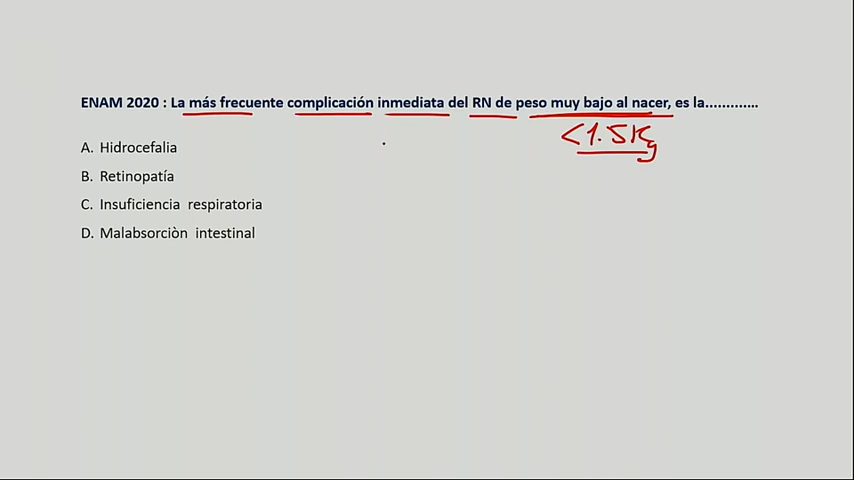 ENAM 2020 : La más frecuente complicación inmediata del RN de peso muy bajo al nacer, es la.............
<1.5Kg
A. Hidrocefalia
B. Retinopatía
C. Insuficiencia respiratoria
D. Malabsorciòn intestinal